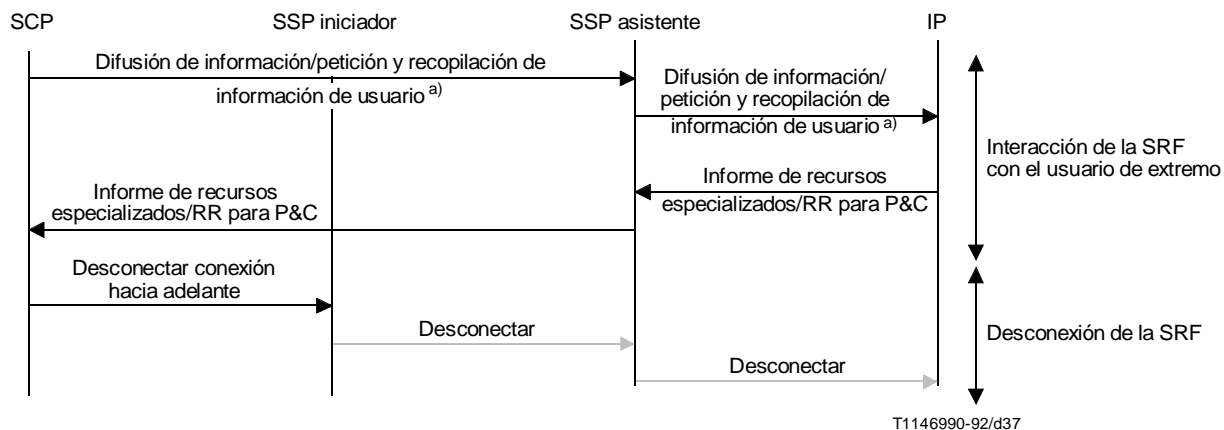 SCP
SSP iniciador
SSP asistente
IP
Difusión de información/petición y recopilación de
información de usuario a)
Difusión de información/
petición y recopilación de
información de usuario a)
Interacción de la SRF
con el usuario de extremo
Informe de recursos
especializados/RR para P&C
Informe de recursos
especializados/RR para P&C
Desconectar conexión
hacia adelante
Desconectar
Desconexión de la SRF
Desconectar
T1146990-92/d37